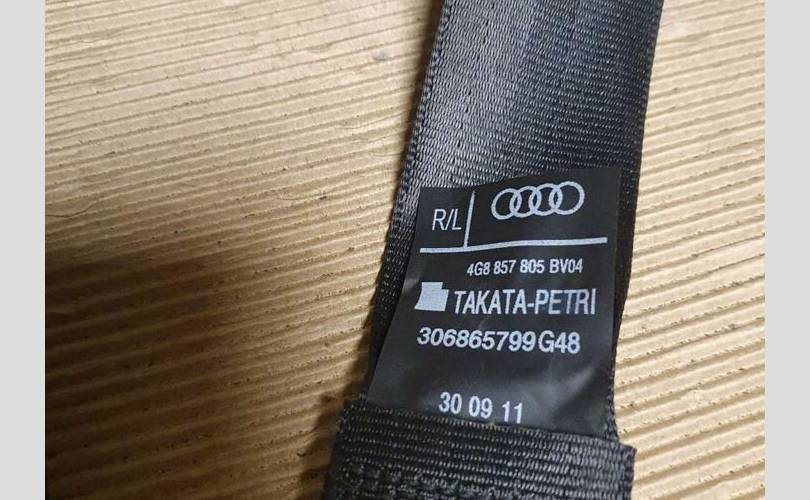 R/L
4G8 857 805 BV04
TAKATA-PETRI
306865799G48
30 09 11